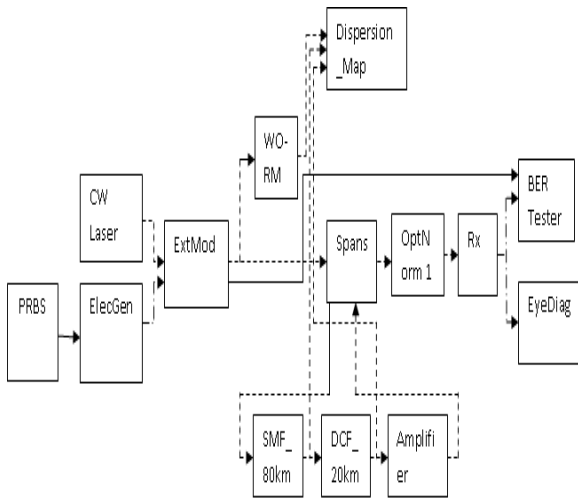 Dispersion
_Map
WO-
RM
CW
Laser
BER
Tester
ExtMod
Spans
OptN
orm 1
Rx
PRBS
ElecGen
EyeDiag
SMF_
80km
DCF_
20km
Amplifi
er